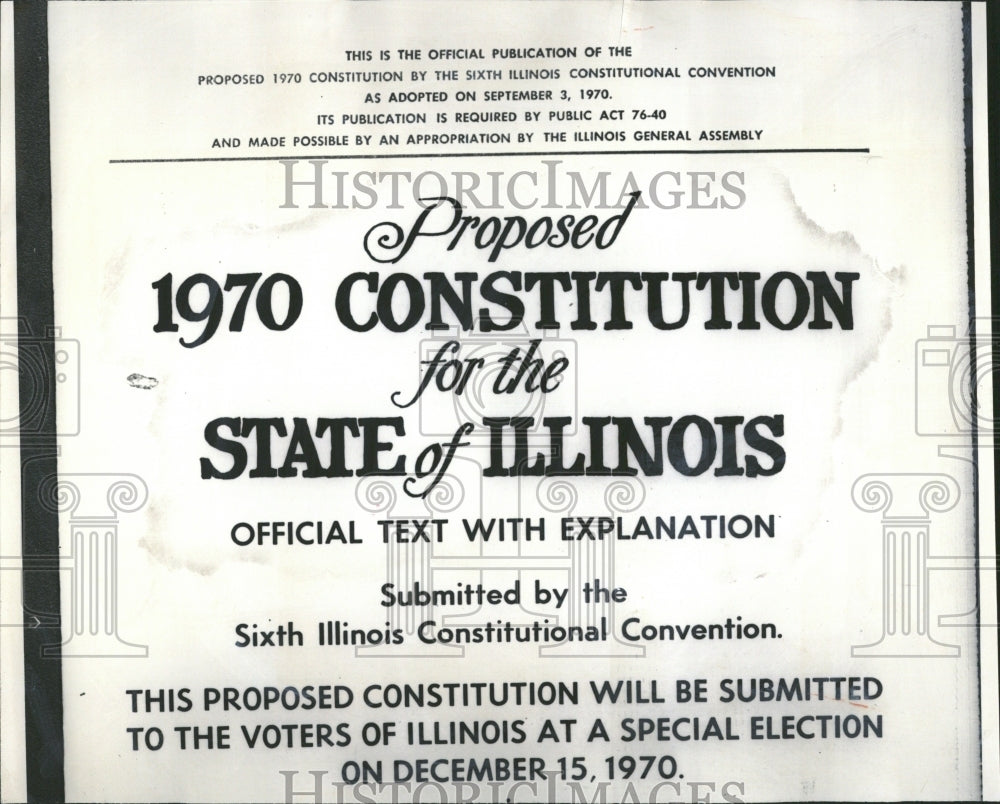 THIS IS THE OFFICIAL PUBLICATION OF THE
PROPOSED 1970 CONSTITUTION BY THE SIXTH ILLINOIS CONSTITUTIONAL CONVENTION
AS ADOPTED ON SEPTEMBER 3, 1970.
ITS PUBLICATION IS REQUIRED BY PUBLIC ACT 76-40
AND MADE POSSIBLE BY AN APPROPRIATION BY THE ILLINOIS GENERAL ASSEMBLY
HISTORICIMAGES
Proposed
1970 CONSTITUTION
for the
STATE of ILLINOIS
OFFICIAL TEXT WITH EXPLANATION
Submitted by the
Sixth Illinois Constitutional Convention.
THIS PROPOSED CONSTITUTION WILL BE SUBMITTED
TO THE VOTERS OF ILLINOIS AT A SPECIAL ELECTION
ON DECEMBER 15, 1970.
HISTORICIMAGES